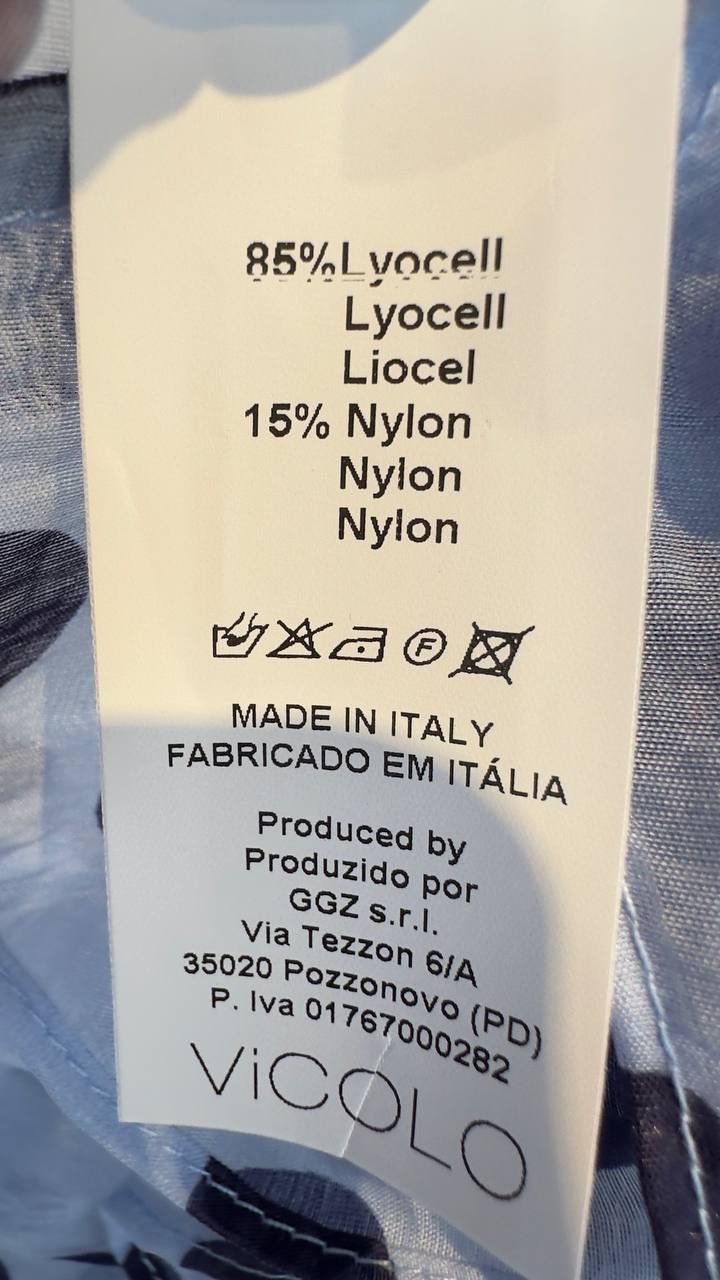 85%Lyocell
Lyocell
Liocel
15% Nylon
Nylon
Nylon
F
MADE IN ITALY
FABRICADO EM ITÁLIA
Produced by
Produzido por
GGZ s.r.l.
Via Tezzon 6/A
35020 Pozzonovo (PD)
P. Iva 01767000282
ViCOLO